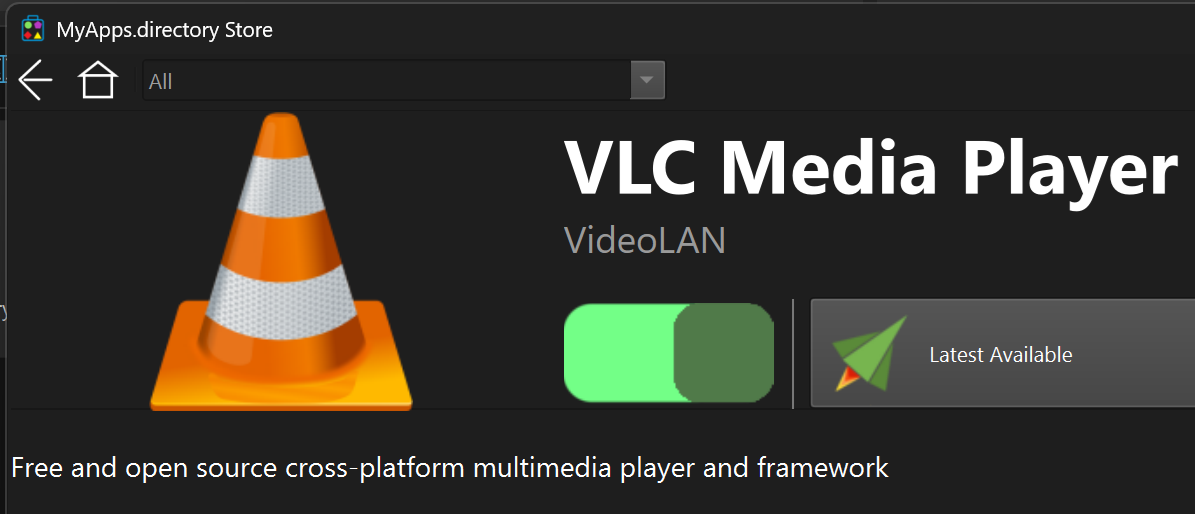 MyApps.directory Store
All
VLC Media Player
VideoLAN
Latest Available
Free and open source cross-platform multimedia player and framework